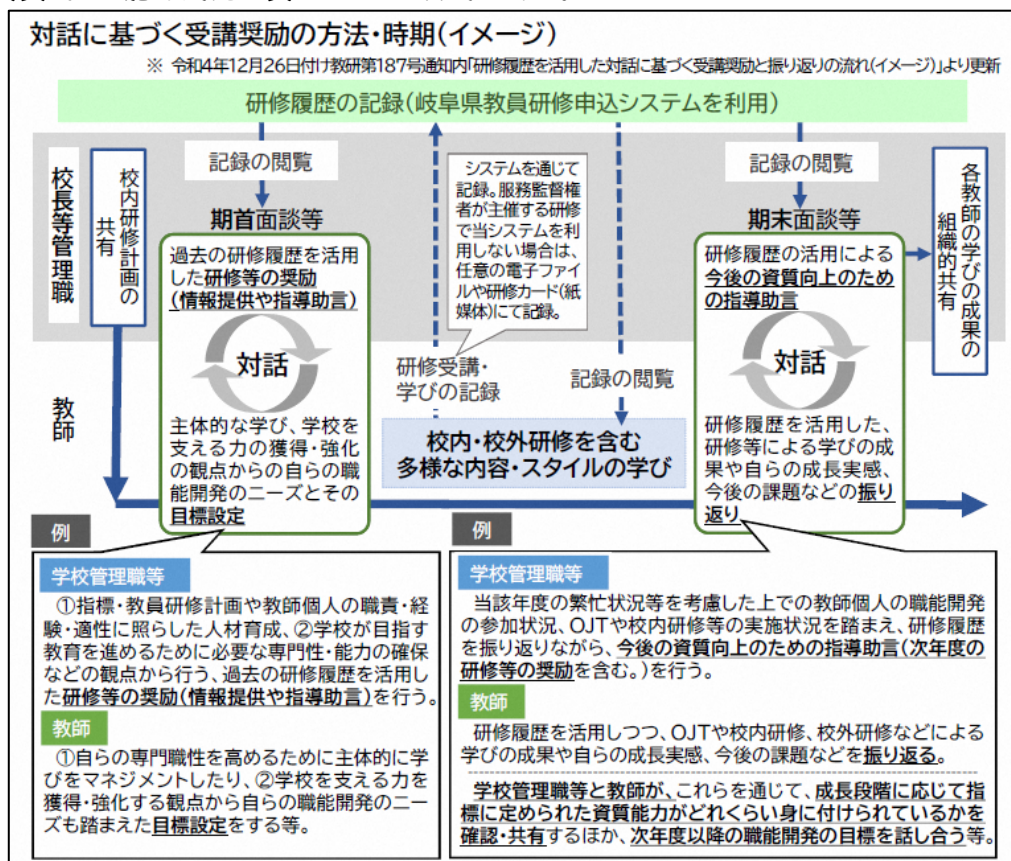 対話に基づく受講奨励の方法・時期(イメージ)
※ 令和4年12月26日付け教研第187号通知内「研修履歴を活用した対話に基づく受講奨励と振り返りの流れ(イメージ)」より更新
研修履歴の記録(岐阜県教員研修申込システムを利用)
校長等管理職
校内研修計画の
共有
記録の閲覧
期首面談等
過去の研修履歴を活用
した研修等の奨励
(情報提供や指導助言)
対話
主体的な学び、学校を
支える力の獲得・強化
の観点からの自らの職
能開発のニーズとその
目標設定
システムを通じて
記録。服務監督権
者が主催する研修
で当システムを利
用しない場合は、
任意の電子ファイ
ルや研修カード(紙
媒体)にて記録。
研修受講・
学びの記録
記録の閲覧
校内・校外研修を含む
多様な内容・スタイルの学び
記録の閲覧
期末面談等
研修履歴の活用による
今後の資質向上のため
の指導助言
対話
研修履歴を活用した、
研修等による学びの成
果や自らの成長実感、
今後の課題などの振り
返り
各教師の学びの成果の
組織的共有
教師
例
学校管理職等
①指標・教員研修計画や教師個人の職責・経
験・適性に照らした人材育成、②学校が目指す
教育を進めるために必要な専門性・能力の確保
などの観点から行う、過去の研修履歴を活用し
た研修等の奨励(情報提供や指導助言)を行う。
教師
①自らの専門職性を高めるために主体的に学
びをマネジメントしたり、②学校を支える力を
獲得・強化する観点から自らの職能開発のニー
ズも踏まえた目標設定をする等。
例
学校管理職等
当該年度の繁忙状況等を考慮した上での教師個人の職能開発
の参加状況、OJTや校内研修等の実施状況を踏まえ、研修履歴
を振り返りながら、今後の資質向上のための指導助言(次年度の
研修等の奨励を含む。)を行う。
教師
研修履歴を活用しつつ、OJTや校内研修、校外研修などによる
学びの成果や自らの成長実感、今後の課題などを振り返る。
学校管理職等と教師が、これらを通じて、成長段階に応じて指
標に定められた資質能力がどれくらい身に付けられているかを
確認・共有するほか、次年度以降の職能開発の目標を話し合う等。